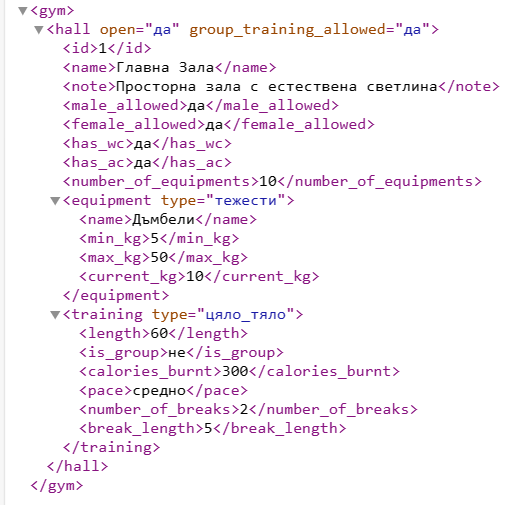 <gym>
<hall open="да" group_training_allowed="да">
<id>1</id>
<name>Главна Зала</name>
<note>Просторна зала с естествена светлина</note>
<male_allowed>да</male_allowed>
<female_allowed>да</female_allowed>
<has_wc>да</has_wc>
<has_ac>да</has_ac>
<number_of_equipments>10</number_of_equipments>
<equipment type="тежести">
<name>Дъмбели</name>
<min_kg>5</min_kg>
<max_kg>50</max_kg>
<current_kg>10</current_kg>
</equipment>
<training type="цяло_тяло">
<length>60</length>
<is_group>не</is_group>
<calories_burnt>300</calories_burnt>
<pace>средно</pace>
<number_of_breaks>2</number_of_breaks>
<break_length>5</break_length>
</training>
</hall>
</gym>